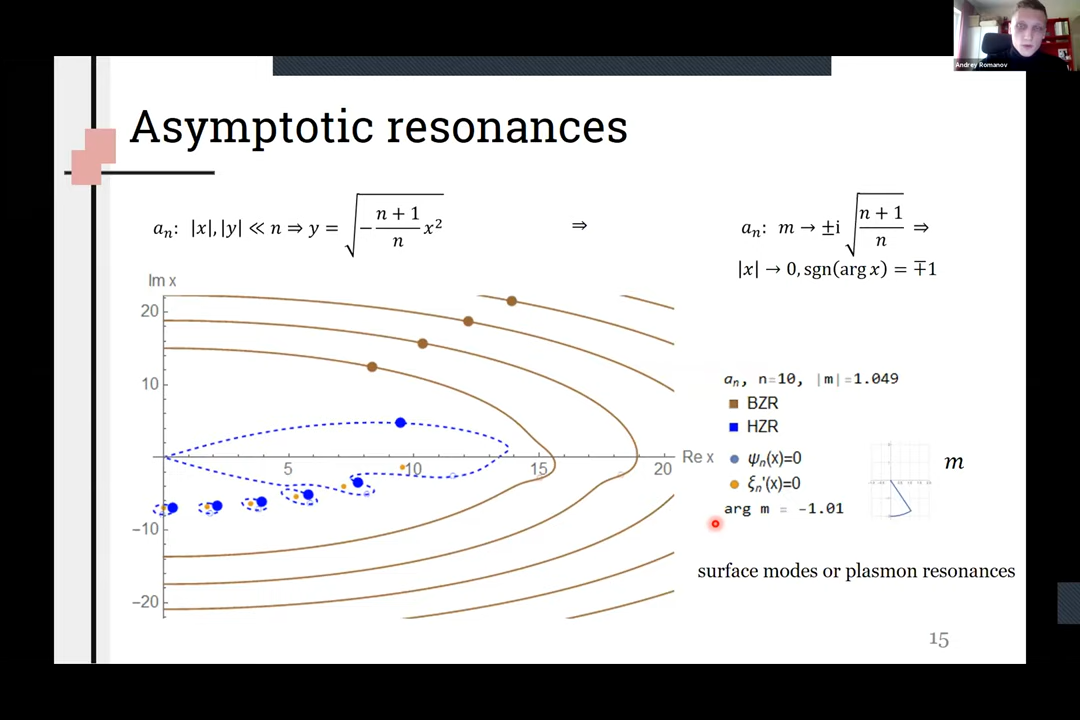 Andrey Romanov
Asymptotic resonances
aₙ: |x|, |y| ≪ n ⇒ y = √(−(n + 1)/n x²) ⇒ aₙ: m → ±i √((n + 1)/n) ⇒
|x| → 0, sgn(arg x) = ∓1
Im x
20
10
5 10 15 20 Re x
−10
−20
aₙ, n=10, |m|=1.049
BZR
HZR
ψₙ(x)=0
ξₙ'(x)=0
arg m = -1.01
m
surface modes or plasmon resonances
15